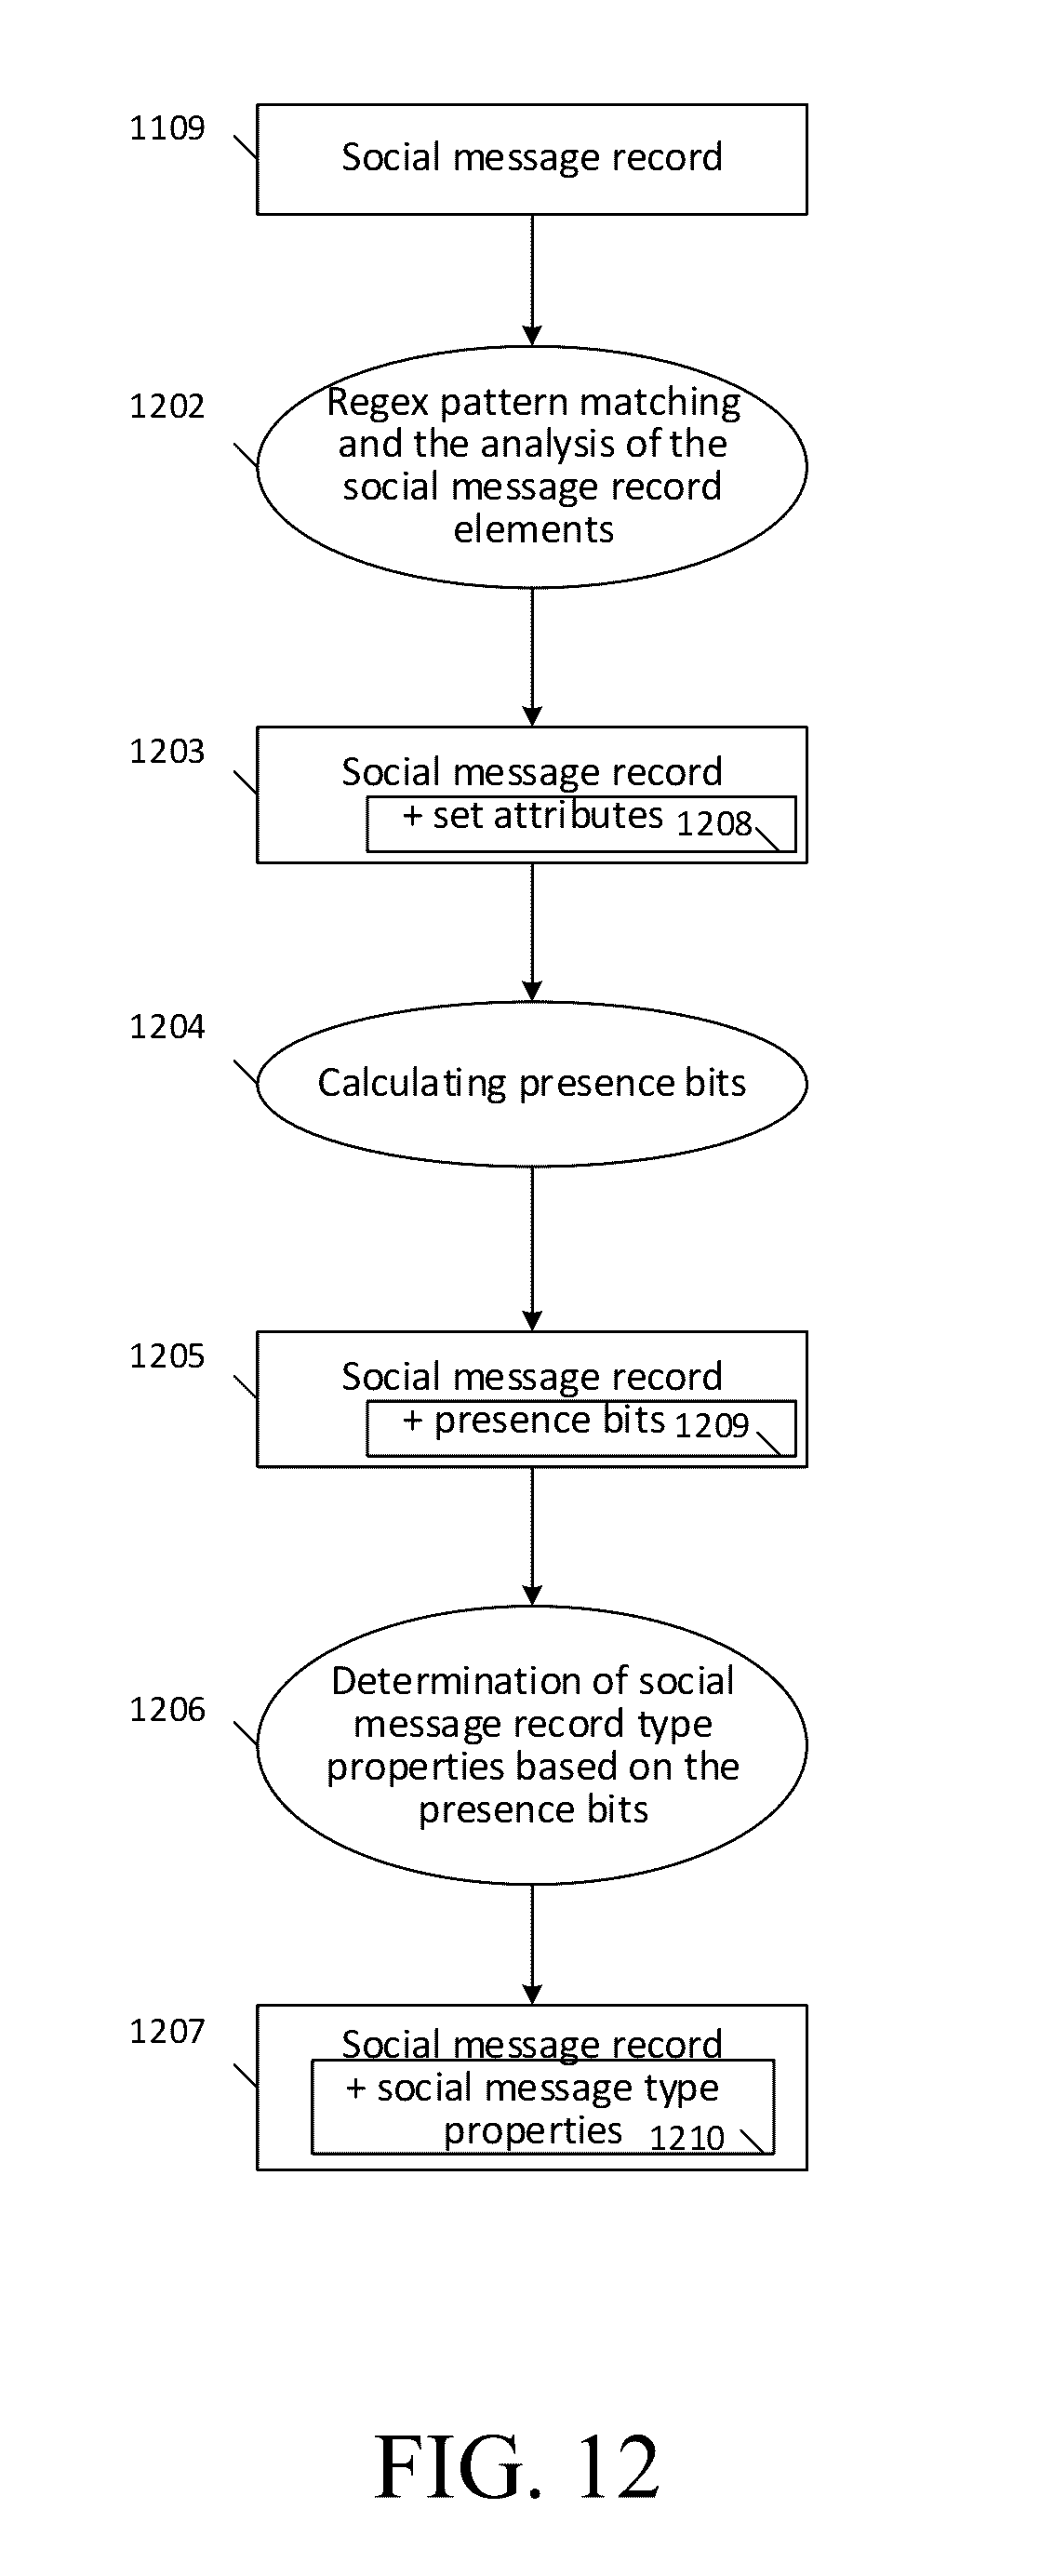 1109
Social message record
1202
Regex pattern matching
and the analysis of the
social message record
elements
1203
Social message record
+ set attributes 1208
1204
Calculating presence bits
1205
Social message record
+ presence bits 1209
1206
Determination of social
message record type
properties based on the
presence bits
1207
Social message record
+ social message type
properties 1210
FIG. 12